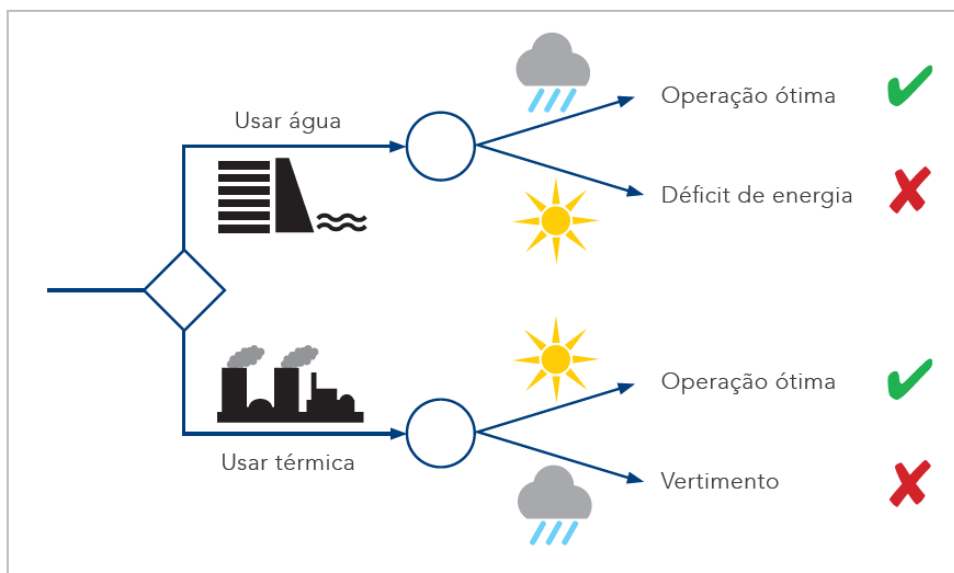 Usar água
Operação ótima
Déficit de energia
Operação ótima
Usar térmica
Vertimento